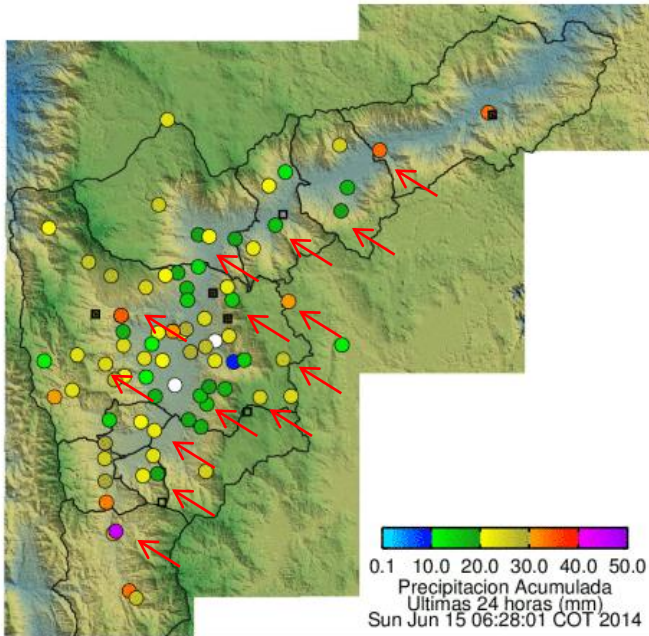 0.1 10.0 20.0 30.0 40.0 50.0
Precipitacion Acumulada
Ultimas 24 horas (mm)
Sun Jun 15 06:28:01 COT 2014